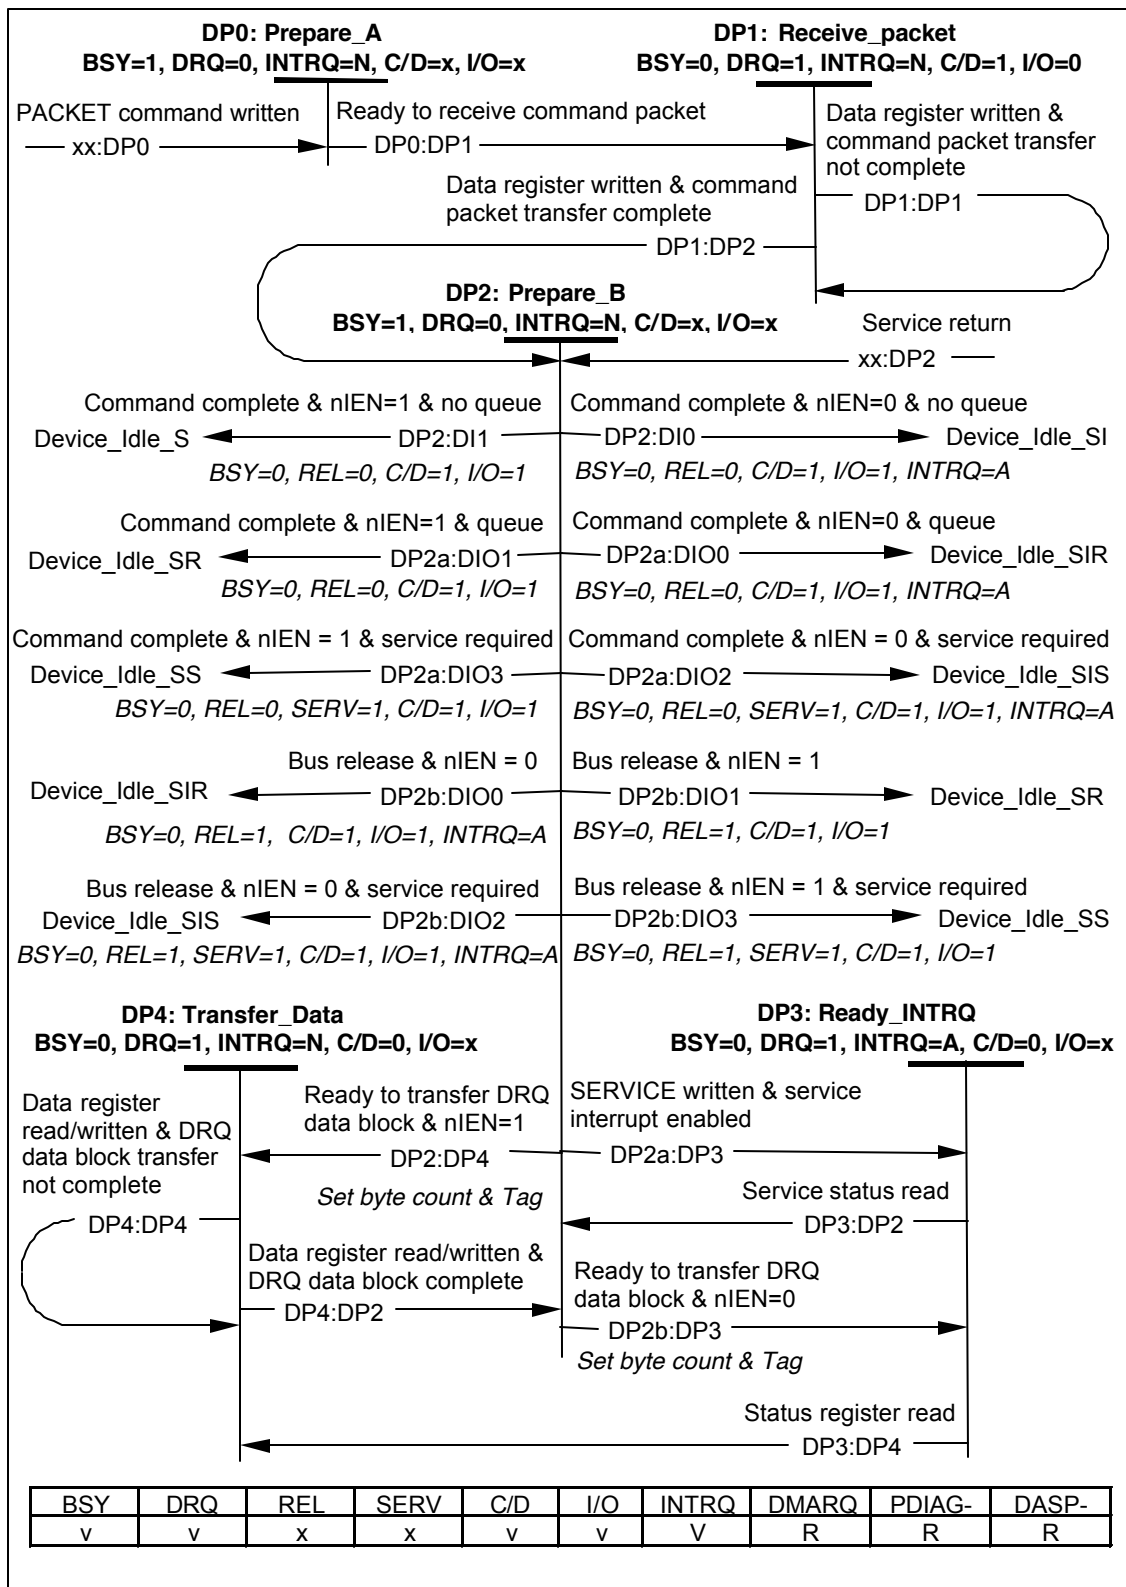 DP0: Prepare_A
BSY=1, DRQ=0, INTRQ=N, C/D=x, I/O=x
DP1: Receive_packet
BSY=0, DRQ=1, INTRQ=N, C/D=1, I/O=0
PACKET command written
xx:DP0
Ready to receive command packet
DP0:DP1
Data register written &
command packet transfer
not complete
DP1:DP1
Data register written & command
packet transfer complete
DP1:DP2
DP2: Prepare_B
BSY=1, DRQ=0, INTRQ=N, C/D=x, I/O=x
Service return
xx:DP2
Command complete & nIEN=1 & no queue
Device_Idle_S
DP2:DI1
BSY=0, REL=0, C/D=1, I/O=1
Command complete & nIEN=0 & no queue
DP2:DI0
Device_Idle_SI
BSY=0, REL=0, C/D=1, I/O=1, INTRQ=A
Command complete & nIEN=1 & queue
Device_Idle_SR
DP2a:DIO1
BSY=0, REL=0, C/D=1, I/O=1
Command complete & nIEN=0 & queue
DP2a:DIO0
Device_Idle_SIR
BSY=0, REL=0, C/D=1, I/O=1, INTRQ=A
Command complete & nIEN = 1 & service required
Device_Idle_SS
DP2a:DIO3
BSY=0, REL=0, SERV=1, C/D=1, I/O=1
Command complete & nIEN = 0 & service required
DP2a:DIO2
Device_Idle_SIS
BSY=0, REL=0, SERV=1, C/D=1, I/O=1, INTRQ=A
Bus release & nIEN = 0
Device_Idle_SIR
DP2b:DIO0
BSY=0, REL=1, C/D=1, I/O=1, INTRQ=A
Bus release & nIEN = 1
DP2b:DIO1
Device_Idle_SR
BSY=0, REL=1, C/D=1, I/O=1
Bus release & nIEN = 0 & service required
Device_Idle_SIS
DP2b:DIO2
BSY=0, REL=1, SERV=1, C/D=1, I/O=1, INTRQ=A
Bus release & nIEN = 1 & service required
DP2b:DIO3
Device_Idle_SS
BSY=0, REL=1, SERV=1, C/D=1, I/O=1
DP4: Transfer_Data
BSY=0, DRQ=1, INTRQ=N, C/D=0, I/O=x
DP3: Ready_INTRQ
BSY=0, DRQ=1, INTRQ=A, C/D=0, I/O=x
Data register
read/written & DRQ
data block transfer
not complete
DP4:DP4
Ready to transfer DRQ
data block & nIEN=1
DP2:DP4
Set byte count & Tag
SERVICE written & service
interrupt enabled
DP2a:DP3
Service status read
DP3:DP2
Data register read/written &
DRQ data block complete
DP4:DP2
Ready to transfer DRQ
data block & nIEN=0
DP2b:DP3
Set byte count & Tag
Status register read
DP3:DP4
BSY DRQ REL SERV C/D I/O INTRQ DMARQ PDIAG- DASP-
v v x x v v V R R R